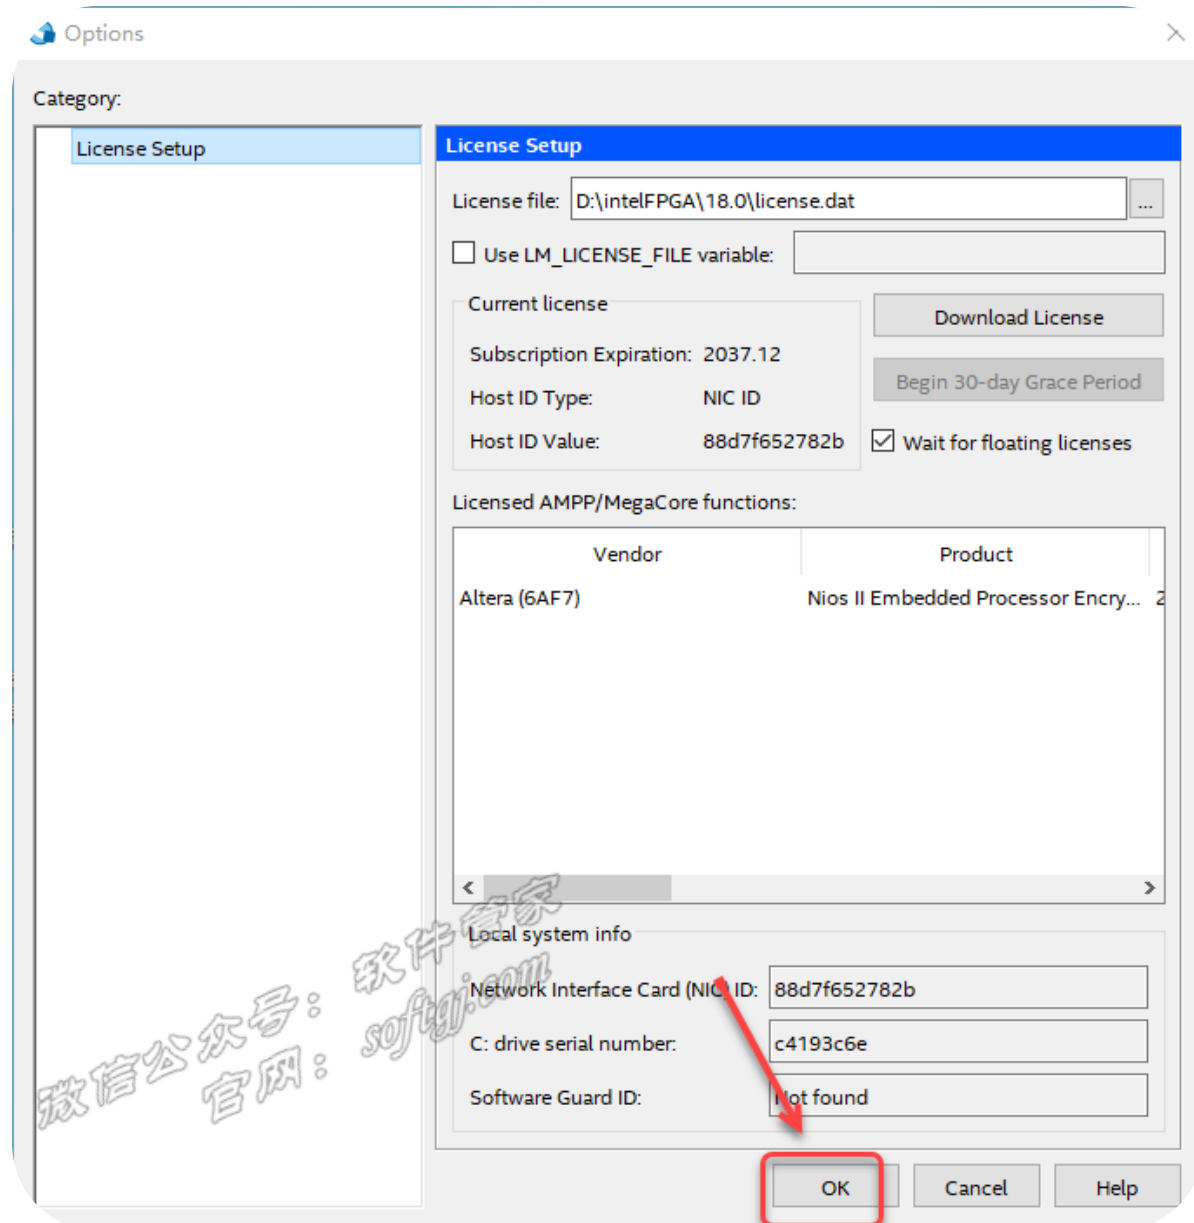 Options
Category:
License Setup
License Setup
License file: D:\intelFPGA\18.0\license.dat ...
Use LM_LICENSE_FILE variable:
Current license
Subscription Expiration: 2037.12
Host ID Type: NIC ID
Host ID Value: 88d7f652782b
Download License
Begin 30-day Grace Period
Wait for floating licenses
Licensed AMPP/MegaCore functions:
Vendor Product
Altera (6AF7) Nios II Embedded Processor Encry... 2
Local system info
Network Interface Card (NIC) ID: 88d7f652782b
C: drive serial number: c4193c6e
Software Guard ID: Not found
微信公众号：软件管家
官网：softgj.com
OK Cancel Help